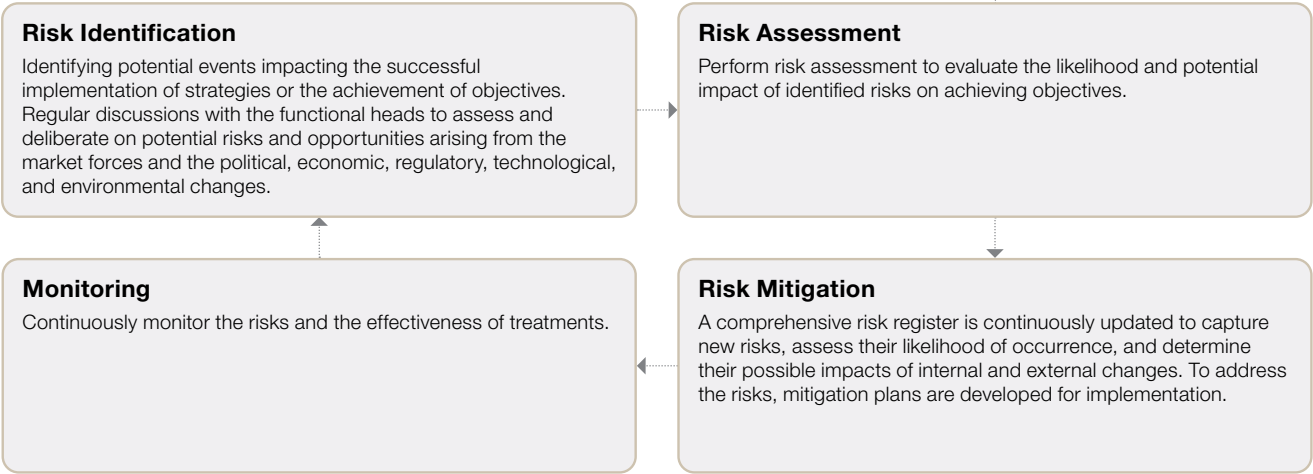 Risk Identification
Identifying potential events impacting the successful
implementation of strategies or the achievement of objectives.
Regular discussions with the functional heads to assess and
deliberate on potential risks and opportunities arising from the
market forces and the political, economic, regulatory, technological,
and environmental changes.
Risk Assessment
Perform risk assessment to evaluate the likelihood and potential
impact of identified risks on achieving objectives.
Monitoring
Continuously monitor the risks and the effectiveness of treatments.
Risk Mitigation
A comprehensive risk register is continuously updated to capture
new risks, assess their likelihood of occurrence, and determine
their possible impacts of internal and external changes. To address
the risks, mitigation plans are developed for implementation.